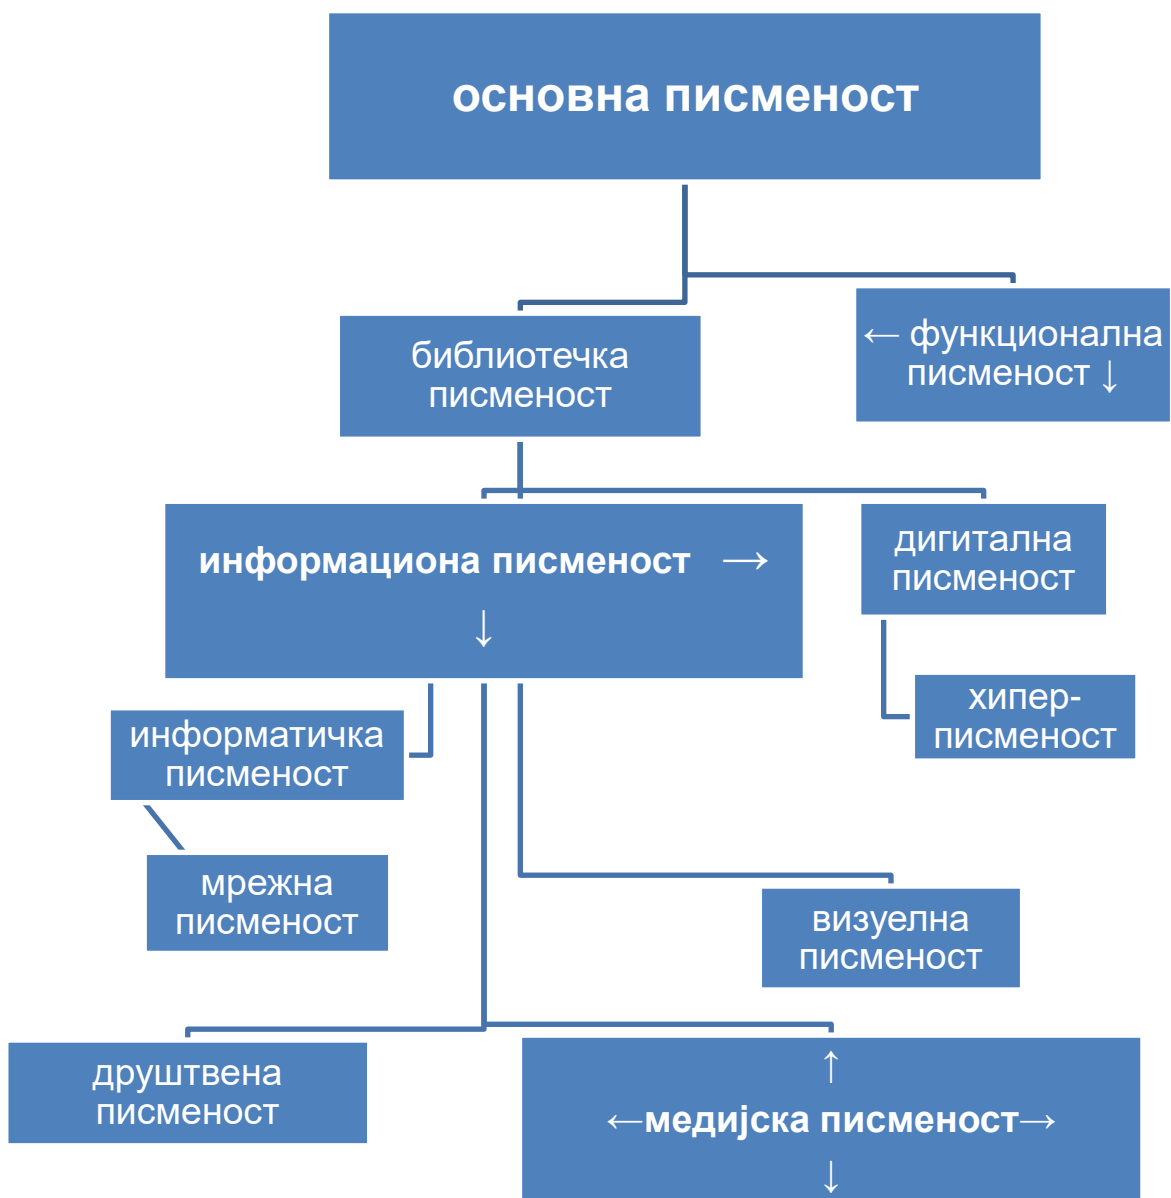 основна писменост
← функционална
писменост ↓
библиотечка
писменост
информациона писменост →
↓
дигитална
писменост
хипер-
писменост
информатичка
писменост
мрежна
писменост
визуелна
писменост
друштвена
писменост
↑
←медијска писменост→
↓